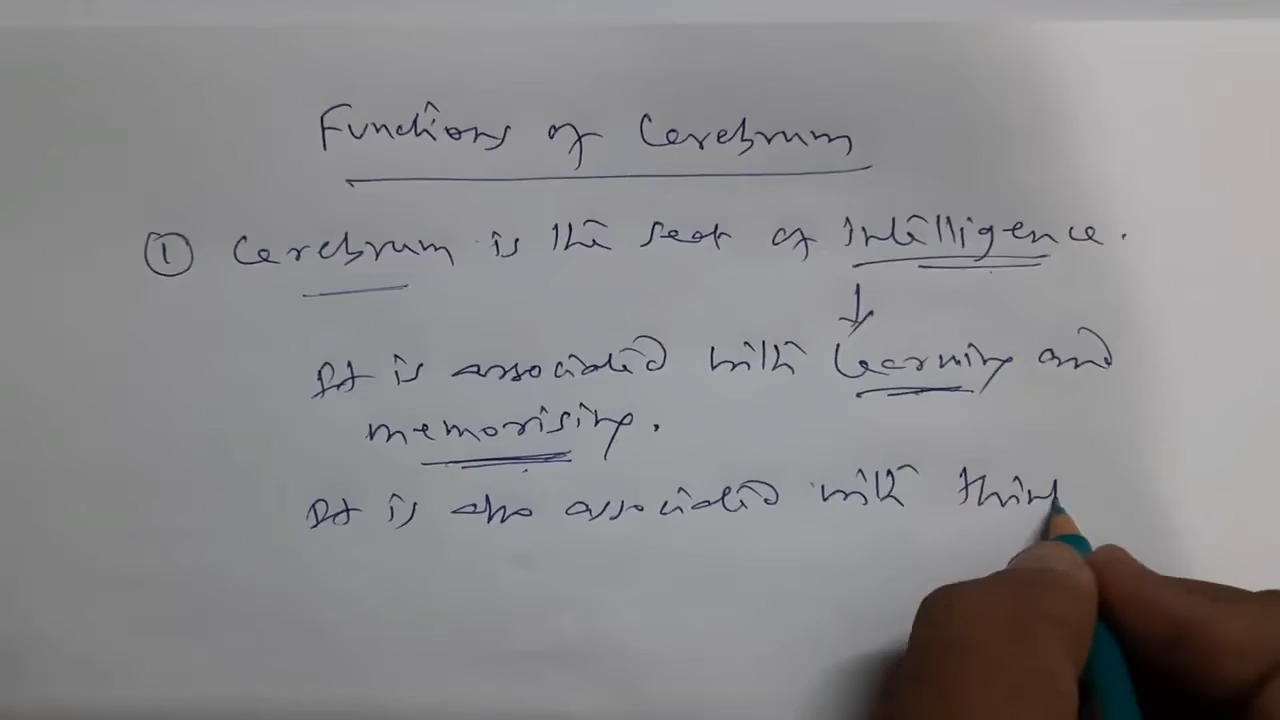 Functions of Cerebrum
① Cerebrum is the seat of intelligence.
It is associated with learning and
memorising.
It is also associated with think